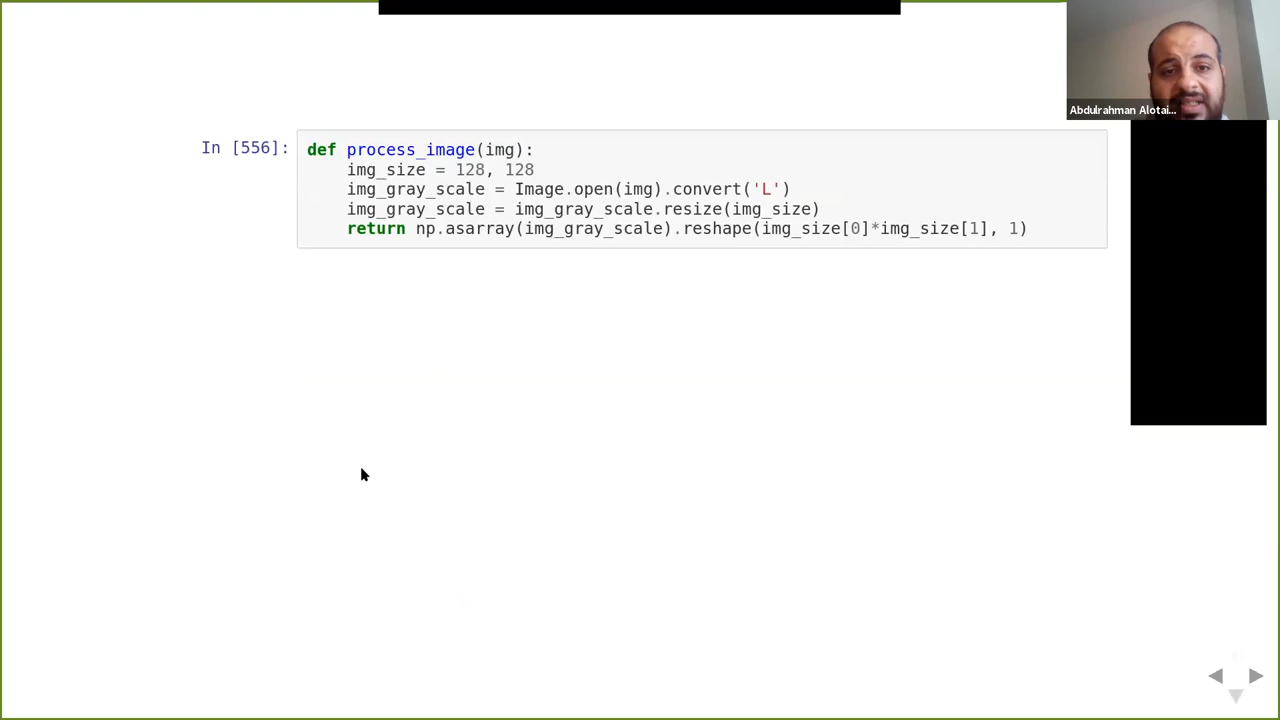 Abdulrahman Alotai...
In [556]:
def process_image(img):
    img_size = 128, 128
    img_gray_scale = Image.open(img).convert('L')
    img_gray_scale = img_gray_scale.resize(img_size)
    return np.asarray(img_gray_scale).reshape(img_size[0]*img_size[1], 1)